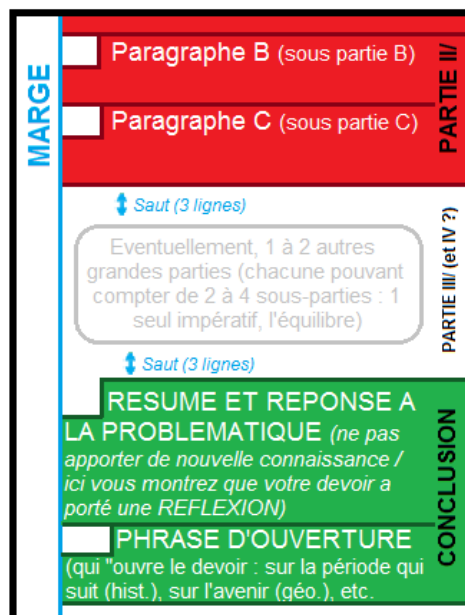 MARGE
Paragraphe B (sous partie B)
Paragraphe C (sous partie C)
PARTIE II/
Saut (3 lignes)
Eventuellement, 1 à 2 autres
grandes parties (chacune pouvant
compter de 2 à 4 sous-parties : 1
seul impératif, l'équilibre)
PARTIE III/ (et IV ?)
Saut (3 lignes)
RESUME ET REPONSE A
LA PROBLEMATIQUE (ne pas
apporter de nouvelle connaissance /
ici vous montrez que votre devoir a
porté une REFLEXION)
PHRASE D'OUVERTURE
(qui "ouvre le devoir : sur la période qui
suit (hist.), sur l'avenir (géo.), etc.
CONCLUSION